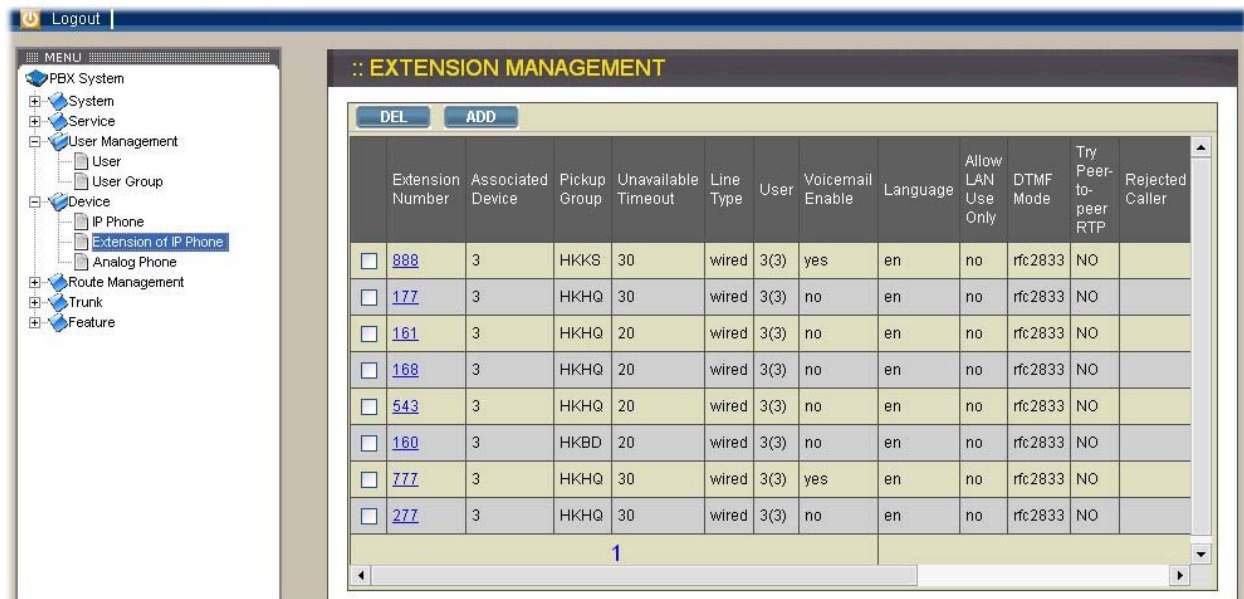 Logout
MENU
PBX System
System
Service
User Management
User
User Group
Device
IP Phone
Extension of IP Phone
Analog Phone
Route Management
Trunk
Feature
:: EXTENSION MANAGEMENT
DEL ADD
Extension Number Associated Device Pickup Group Unavailable Timeout Line Type User Voicemail Enable Language Allow LAN Use Only DTMF Mode Try Peer-to-peer RTP Rejected Caller
888 3 HKKS 30 wired 3(3) yes en no rfc2833 NO
177 3 HKHQ 30 wired 3(3) no en no rfc2833 NO
161 3 HKHQ 20 wired 3(3) no en no rfc2833 NO
168 3 HKHQ 20 wired 3(3) no en no rfc2833 NO
543 3 HKHQ 20 wired 3(3) no en no rfc2833 NO
160 3 HKBD 20 wired 3(3) no en no rfc2833 NO
777 3 HKHQ 30 wired 3(3) yes en no rfc2833 NO
277 3 HKHQ 30 wired 3(3) no en no rfc2833 NO
1